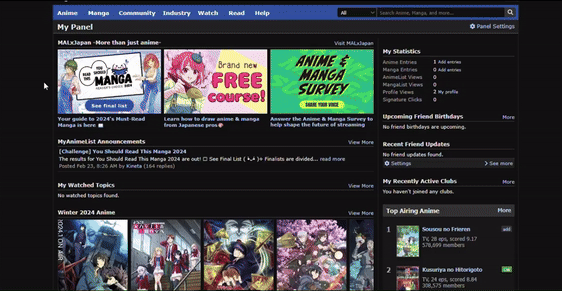 Anime Manga Community Industry Watch Read Help
All
Search Anime, Manga, and more...
My Panel
Panel Settings
MALxJapan -More than just anime-
Visit MALxJapan
READ THIS
YOU SHOULD
MANGA
See final list
Brand new
FREE
course!
ANIME &
MANGA
SURVEY
SHARE YOUR VOICE
Your guide to 2024's Must-Read
Manga is here
Learn how to draw anime & manga
from Japanese pros
Answer the Anime & Manga Survey to
help shape the future of streaming
MyAnimeList Announcements
View More
[Challenge] You Should Read This Manga 2024
The results for You Should Read This Manga 2024 are out! Final List Finalists are divided... read more
Feb 23, 8:26 AM by Kineta (164 replies)
My Watched Topics
View More
No watched topics found.
Winter 2024 Anime
View More
My Statistics
Anime Entries 1 Add entries
Manga Entries 0 Add entries
AnimeList Views 0
MangaList Views 0
Profile Views 2 My profile
Signature Clicks 0
Upcoming Friend Birthdays
More
No friend birthdays are upcoming.
Recent Friend Updates
No friend updates found.
Settings
See more
My Recently Active Clubs
More
You haven't joined any clubs.
Top Airing Anime
More
1
Sousou no Frieren
add
TV, 28 eps, scored 9.17
578,699 members
2
Kusuriya no Hitorigoto
TV, 24 eps, scored 8.84
308,575 members